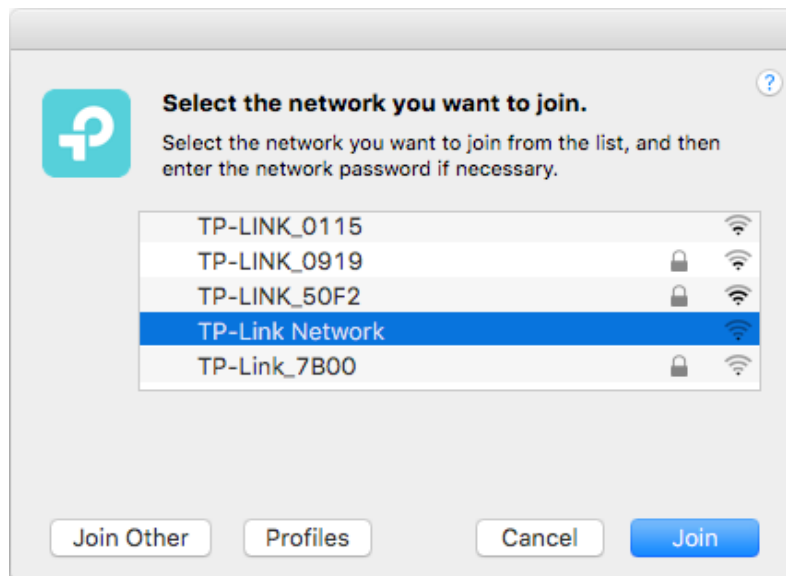 ?
Select the network you want to join.
Select the network you want to join from the list, and then
enter the network password if necessary.
TP-LINK_0115
TP-LINK_0919
TP-LINK_50F2
TP-Link Network
TP-Link_7B00
Join Other
Profiles
Cancel
Join